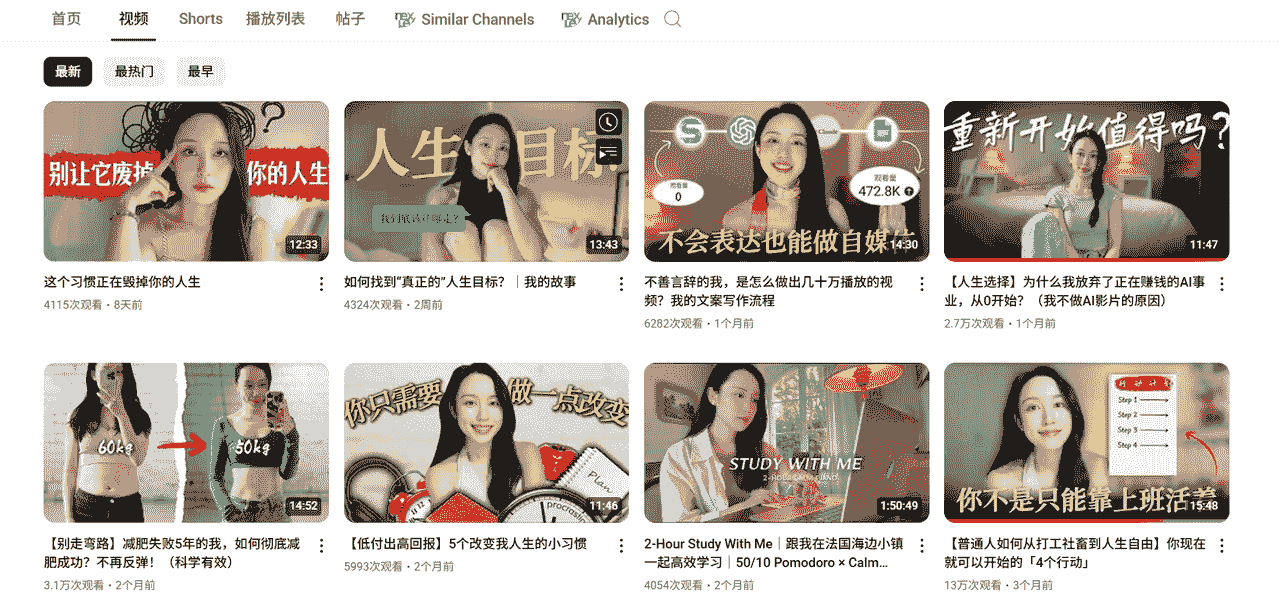 首页 视频 Shorts 播放列表 帖子 Similar Channels Analytics
最新 最热门 最早
别让它废掉你的人生
12:33
人生目标
13:43
Claude
观看量
0
观看量
472.8K
不会表达也能做自媒体
14:30
重新开始值得吗?
11:47
这个习惯正在毁掉你的人生
4115次观看・8天前
如何找到“真正的”人生目标？｜我的故事
4324次观看・2周前
不善言辞的我，是怎么做出几十万播放的视
频？我的文案写作流程
6282次观看・1个月前
【人生选择】为什么我放弃了正在赚钱的AI事
业，从0开始？（我不做AI影片的原因）
2.7万次观看・1个月前
60kg
50kg
14:52
你只需要做一点改变
Plan
11:46
STUDY WITH ME
2-HOUR CALM PIANO
1:50:49
行动计划
Step 1
Step 2
Step 3
Step 4
你不是只能靠上班活着
15:48
【别走弯路】减肥失败5年的我，如何彻底减
肥成功？不再反弹！（科学有效）
3.1万次观看・2个月前
【低付出高回报】5个改变我人生的小习惯
5993次观看・2个月前
2-Hour Study With Me｜跟我在法国海边小镇
一起高效学习｜50/10 Pomodoro × Calm...
4054次观看・2个月前
【普通人如何从打工社畜到人生自由】你现在
就可以开始的「4个行动」
13万次观看・3个月前